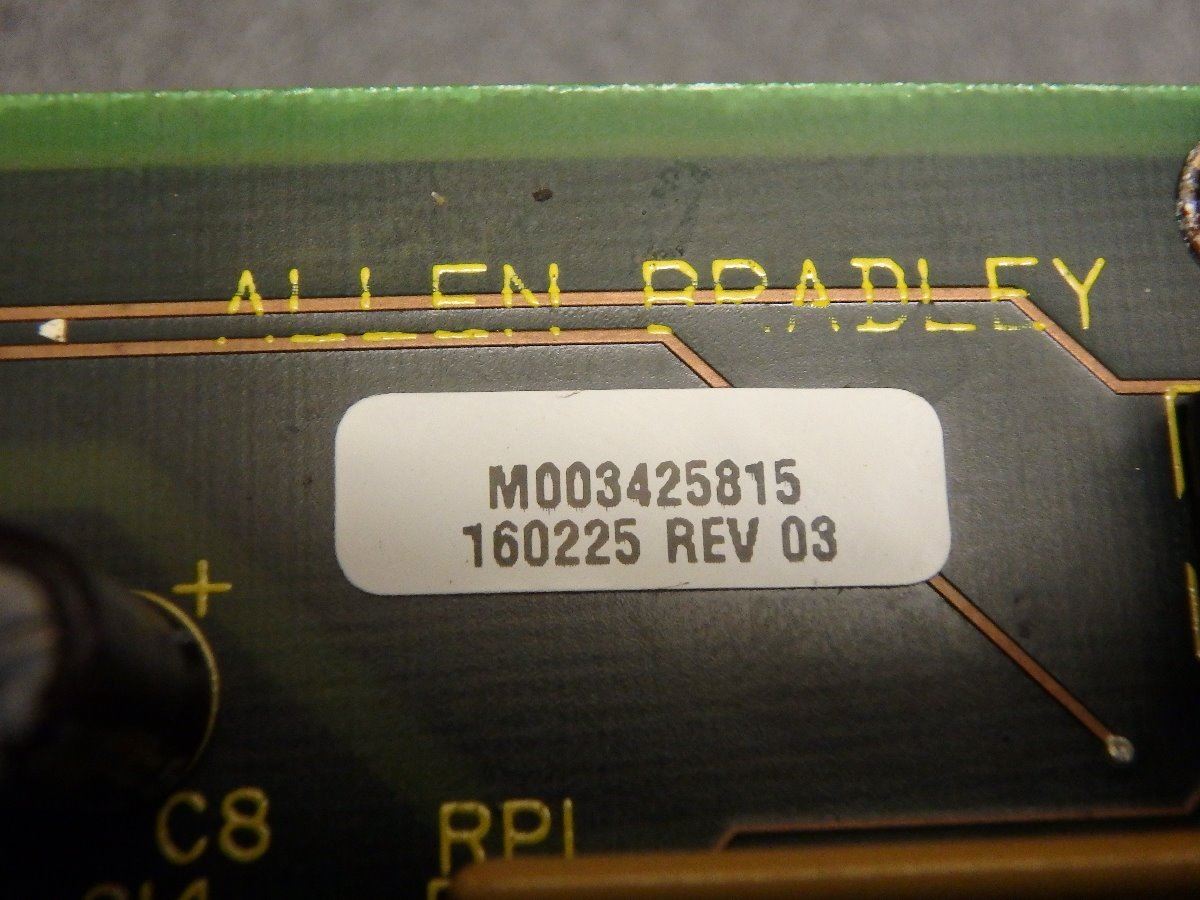 ALLEN BRADLEY
M003425815
160225 REV 03
+
C8
RP1